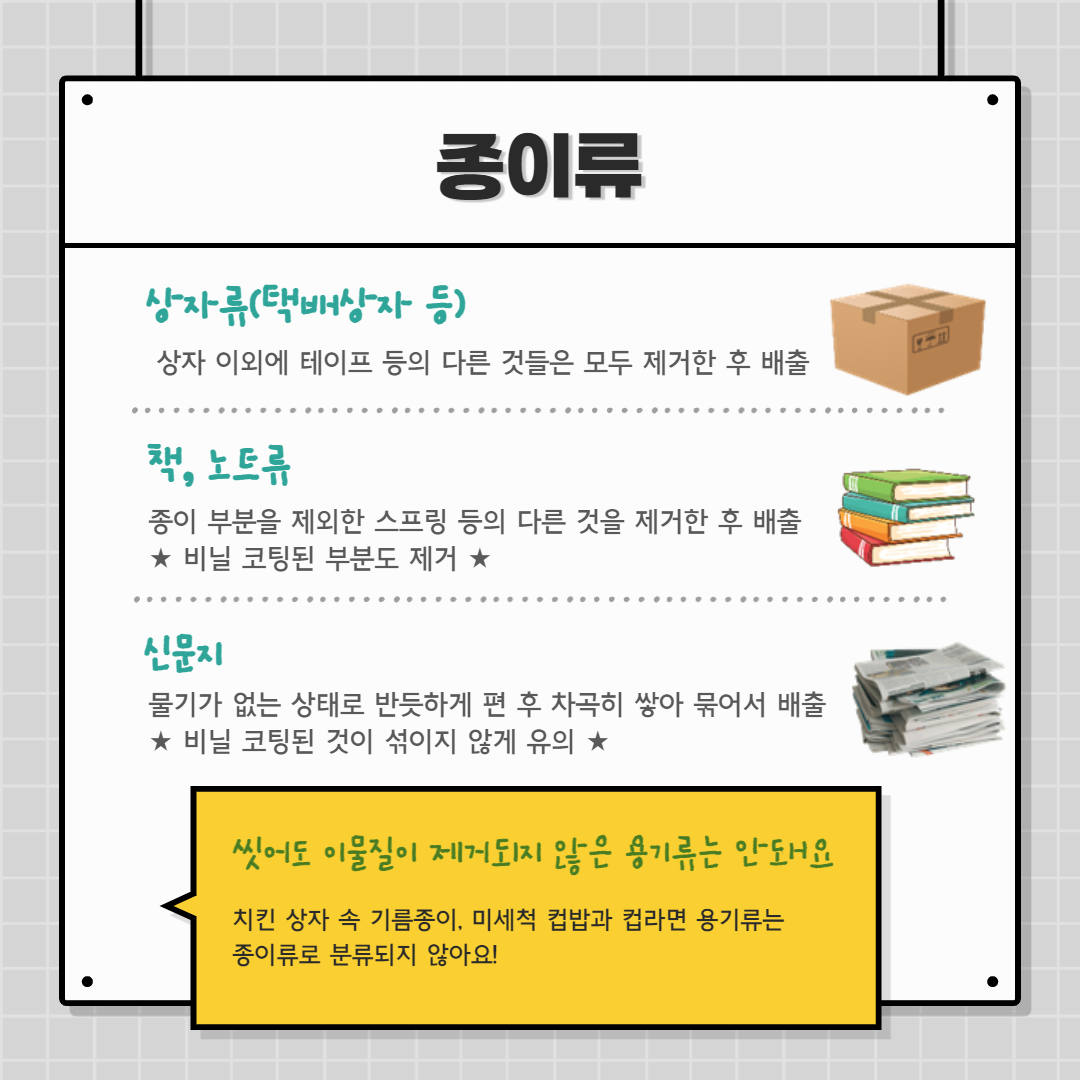 종이류
상자류(택배상자 등)
상자 이외에 테이프 등의 다른 것들은 모두 제거한 후 배출
책, 노트류
종이 부분을 제외한 스프링 등의 다른 것을 제거한 후 배출
★ 비닐 코팅된 부분도 제거 ★
신문지
물기가 없는 상태로 반듯하게 편 후 차곡히 쌓아 묶어서 배출
★ 비닐 코팅된 것이 섞이지 않게 유의 ★
씻어도 이물질이 제거되지 않은 용기류는 안돼요
치킨 상자 속 기름종이, 미세척 컵밥과 컵라면 용기류는
종이류로 분류되지 않아요!